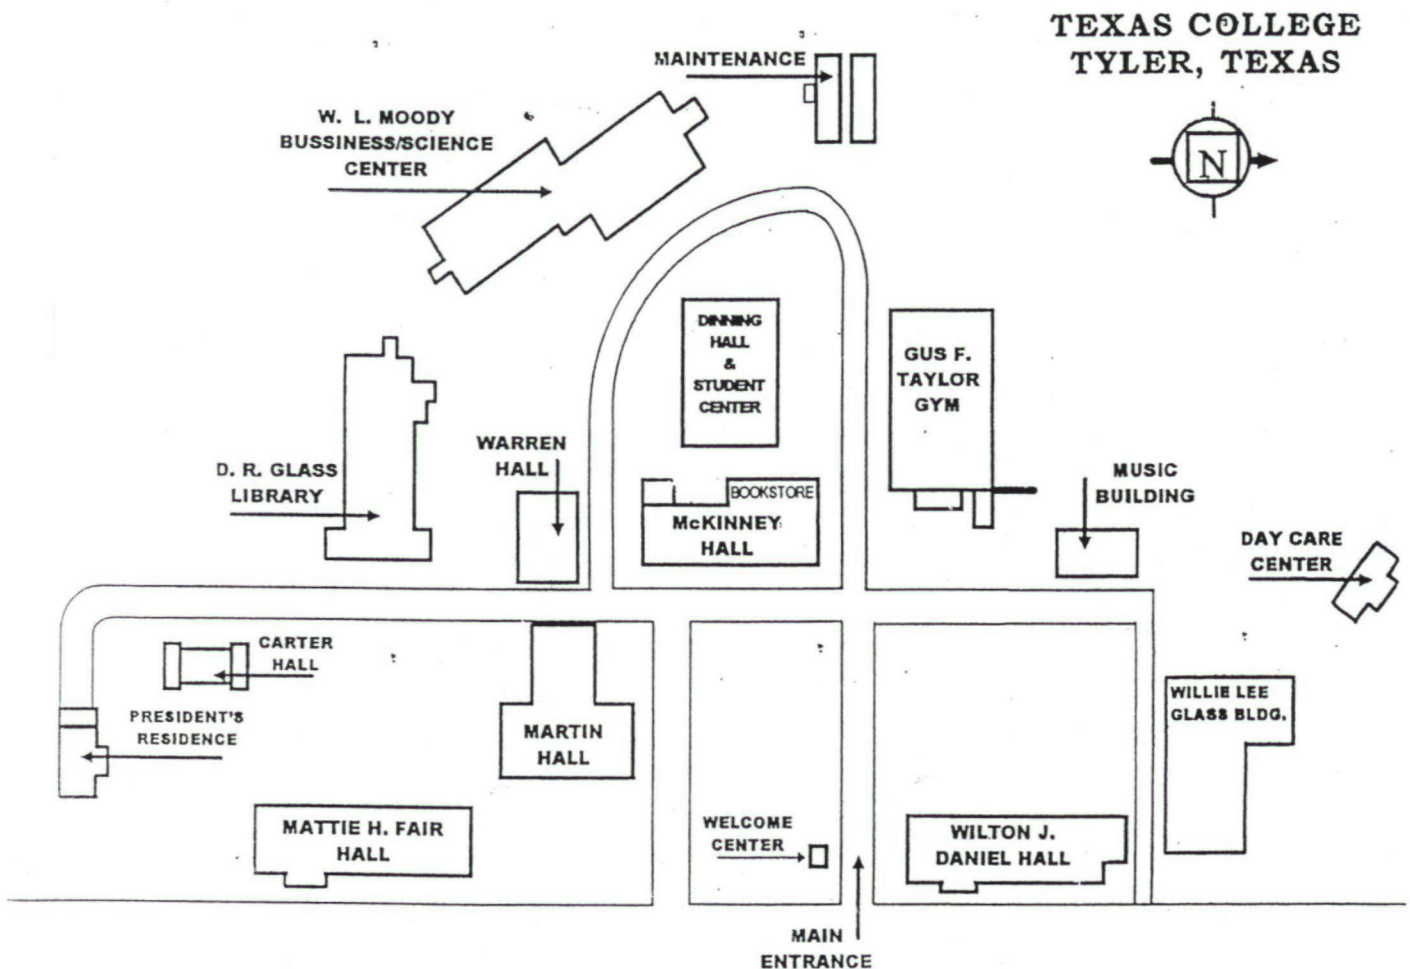 TEXAS COLLEGE
TYLER, TEXAS
N
MAINTENANCE
W. L. MOODY
BUSSINESS/SCIENCE
CENTER
DINNING
HALL
&
STUDENT
CENTER
GUS F.
TAYLOR
GYM
WARREN
HALL
D. R. GLASS
LIBRARY
BOOKSTORE
McKINNEY
HALL
MUSIC
BUILDING
DAY CARE
CENTER
CARTER
HALL
PRESIDENT'S
RESIDENCE
MARTIN
HALL
WILLIE LEE
GLASS BLDG.
MATTIE H. FAIR
HALL
WELCOME
CENTER
WILTON J.
DANIEL HALL
MAIN
ENTRANCE